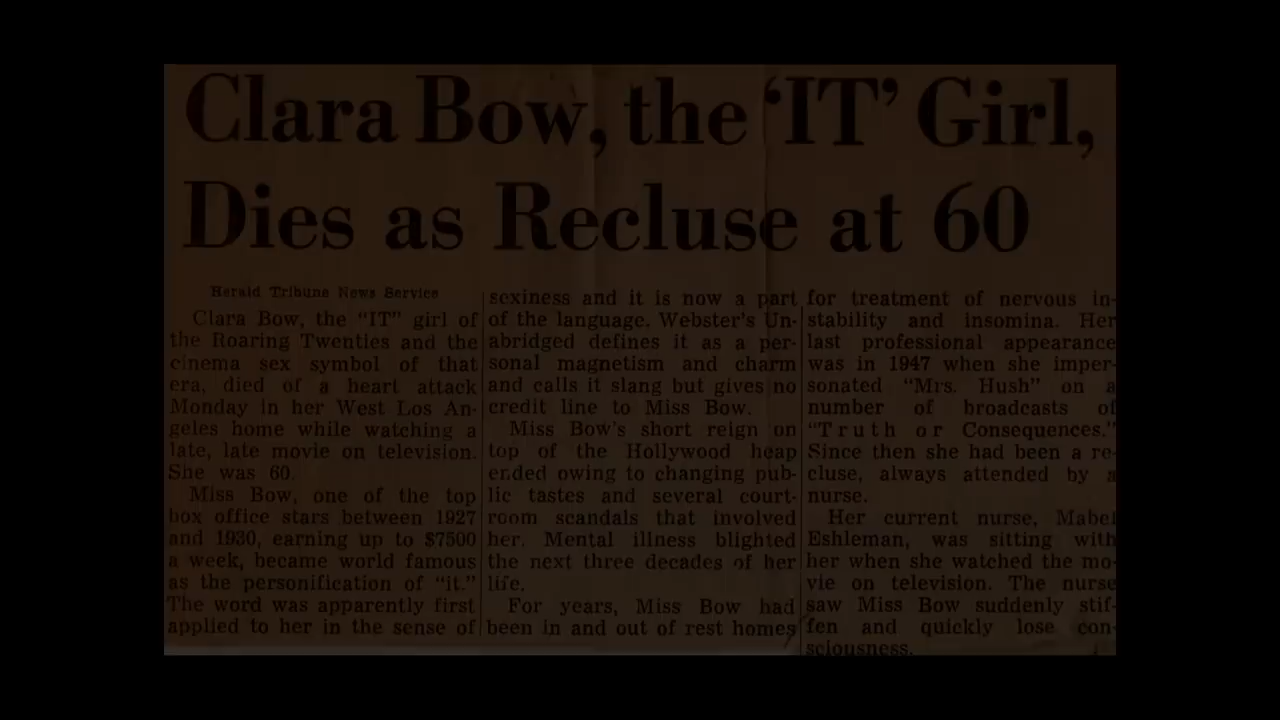 Clara Bow, the ‘IT’ Girl,
Dies as Recluse at 60
Herald Tribune News Service
Clara Bow, the “IT” girl of
the Roaring Twenties and the
cinema sex symbol of that
era, died of a heart attack
Monday in her West Los An-
geles home while watching a
late, late movie on television.
She was 60.
Miss Bow, one of the top
box office stars between 1927
and 1930, earning up to $7500
a week, became world famous
as the personification of “it.”
The word was apparently first
applied to her in the sense of
sexiness and it is now a part
of the language. Webster's Un-
abridged defines it as a per-
sonal magnetism and charm
and calls it slang but gives no
credit line to Miss Bow.
Miss Bow's short reign on
top of the Hollywood heap
ended owing to changing pub-
lic tastes and several court-
room scandals that involved
her. Mental illness blighted
the next three decades of her
life.
For years, Miss Bow had
been in and out of rest homes
for treatment of nervous in-
stability and insomina. Her
last professional appearance
was in 1947 when she imper-
sonated “Mrs. Hush” on a
number of broadcasts of
“Truth or Consequences.”
Since then she had been a re-
cluse, always attended by a
nurse.
Her current nurse, Mabel
Eshleman, was sitting with
her when she watched the mo-
vie on television. The nurse
saw Miss Bow suddenly stif-
fen and quickly lose con-
sciousness.